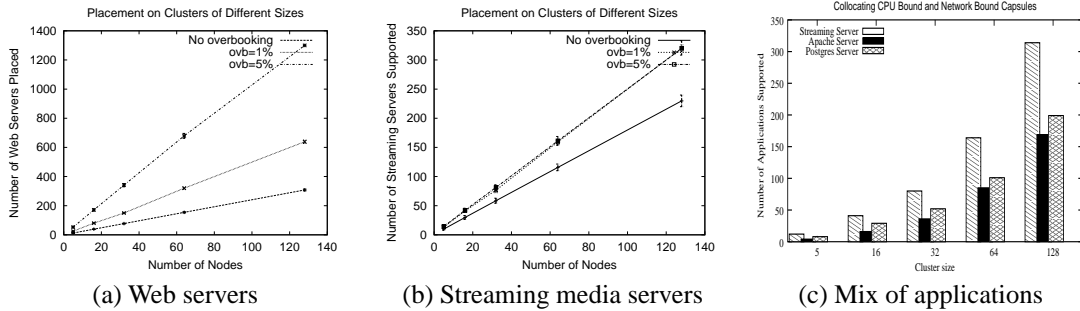 Placement on Clusters of Different Sizes
Number of Web Servers Placed
1400
1200
1000
800
600
400
200
0
No overbooking
ovb=1%
ovb=5%
0 20 40 60 80 100 120 140
Number of Nodes
(a) Web servers
Placement on Clusters of Different Sizes
Number of Streaming Servers Supported
350
300
250
200
150
100
50
0
No overbooking
ovb=1%
ovb=5%
0 20 40 60 80 100 120 140
Number of Nodes
(b) Streaming media servers
Collocating CPU Bound and Network Bound Capsules
Number of Applications Supported
350
300
250
200
150
100
50
0
Streaming Server
Apache Server
Postgres Server
5 16 32 64 128
Cluster size
(c) Mix of applications